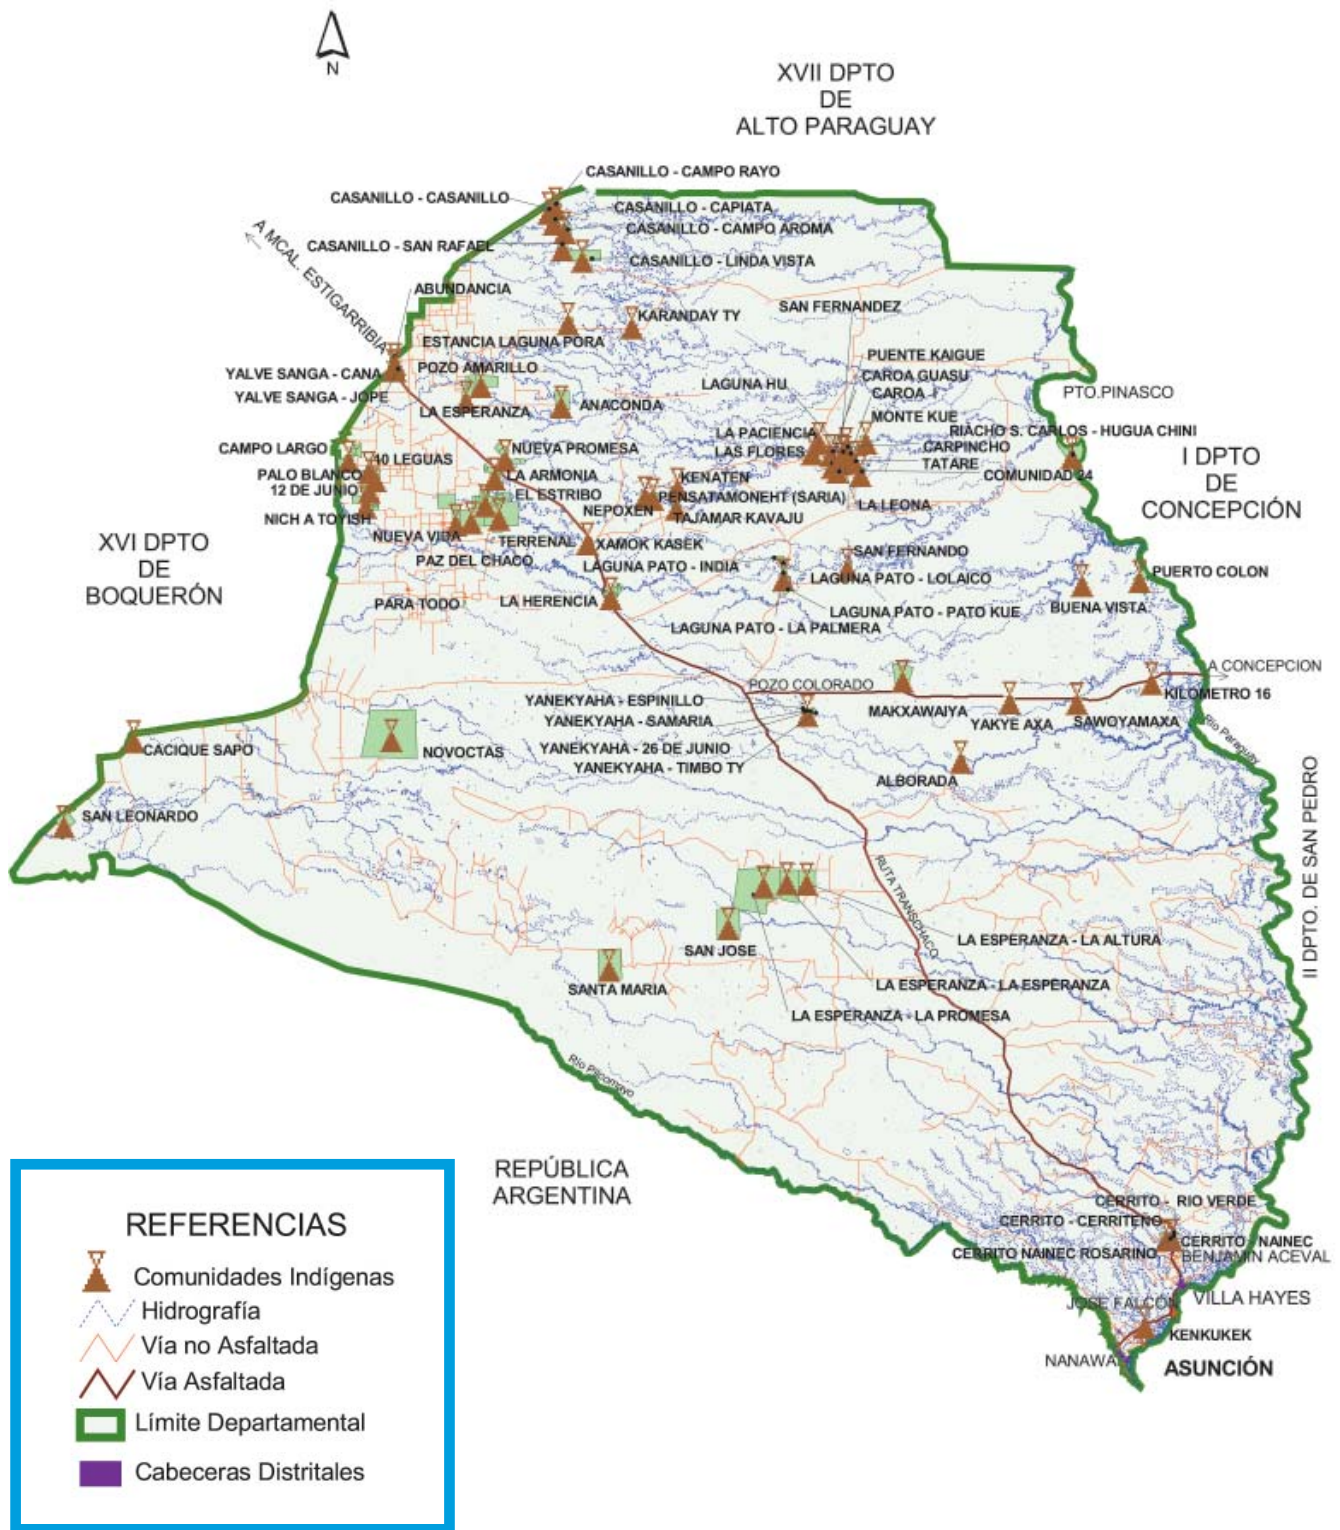 N
XVII DPTO
DE
ALTO PARAGUAY
CASANILLO - CAMPO RAYO
CASANILLO - CASANILLO
CASANILLO - CAPIATA
CASANILLO - CAMPO AROMA
CASANILLO - SAN RAFAEL
CASANILLO - LINDA VISTA
A MCAL. ESTIGARRIBIA
ABUNDANCIA
SAN FERNANDEZ
KARANDAY TY
ESTANCIA LAGUNA PORA
PUENTE KAIGUE
YALVE SANGA - CANA
POZO AMARILLO
LAGUNA HU
CAROA GUASU
CAROA I
PTO.PINASCO
YALVE SANGA - JOPE
LA ESPERANZA
ANACONDA
MONTE KUE
LA PACIENCIA
RIACHO S. CARLOS - HUGUA CHINI
CAMPO LARGO
NUEVA PROMESA
LAS FLORES
CARPINCHO
10 LEGUAS
TATARE
I DPTO
DE
CONCEPCIÓN
PALO BLANCO
LA ARMONIA
KENATEN
COMUNIDAD 24
12 DE JUNIO
EL ESTRIBO
PENSATAMONEHT (SARIA)
LA LEONA
NICH A TOYISH
NEPOXEN
TAJAMAR KAVAJU
XVI DPTO
DE
BOQUERÓN
NUEVA VIDA
TERRENAL
XAMOK KASEK
SAN FERNANDO
PAZ DEL CHACO
LAGUNA PATO - INDIA
LAGUNA PATO - LOLAICO
PUERTO COLON
PARA TODO
LA HERENCIA
LAGUNA PATO - PATO KUE
BUENA VISTA
LAGUNA PATO - LA PALMERA
A CONCEPCION
POZO COLORADO
KILOMETRO 16
YANEKYAHA - ESPINILLO
MAKXAWAIYA
YAKYE AXA
SAWOYAMAXA
YANEKYAHA - SAMARIA
Río Paraguay
CACIQUE SAPO
NOVOCTAS
YANEKYAHA - 26 DE JUNIO
YANEKYAHA - TIMBO TY
ALBORADA
SAN LEONARDO
II DPTO. DE SAN PEDRO
RUTA TRANSCHACO
SAN JOSE
LA ESPERANZA - LA ALTURA
SANTA MARIA
LA ESPERANZA - LA ESPERANZA
LA ESPERANZA - LA PROMESA
Río Pilcomayo
REPÚBLICA
ARGENTINA
CERRITO - RIO VERDE
CERRITO - CERRITENO
CERRITO - NAINEC
CERRITO NAINEC ROSARINO
BENJAMIN ACEVAL
JOSE FALCON
VILLA HAYES
KENKUKEK
NANAWA
ASUNCIÓN
REFERENCIAS
Comunidades Indígenas
Hidrografía
Vía no Asfaltada
Vía Asfaltada
Límite Departamental
Cabeceras Distritales